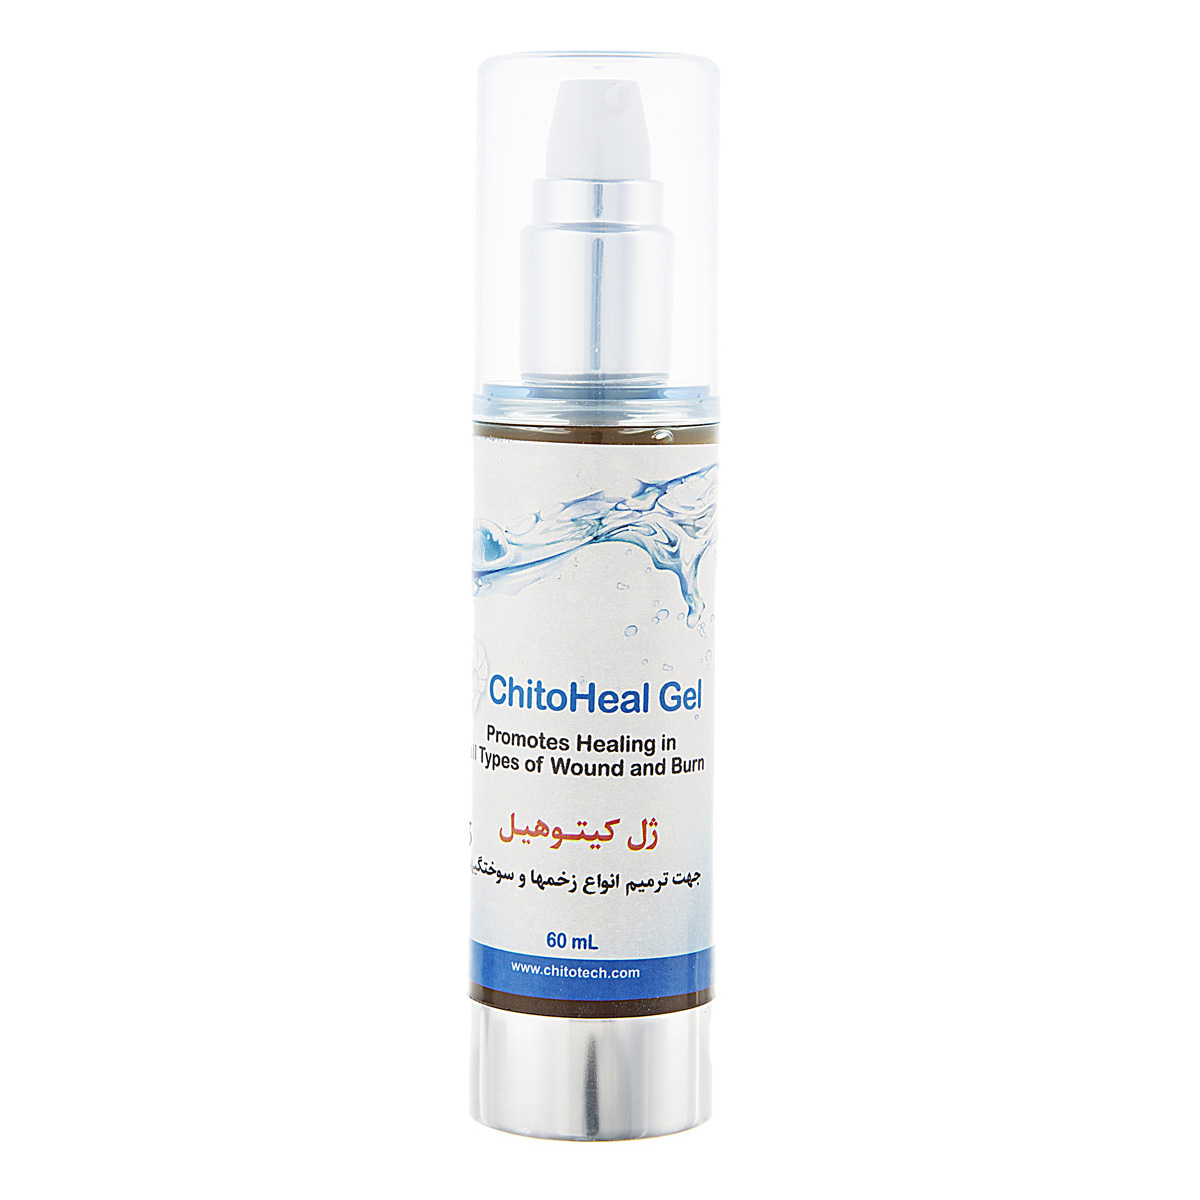 ChitoHeal Gel
Promotes Healing in
Types of Wound and Burn
ژل کیتوهیل
جهت ترمیم انواع زخمها و
60 mL
www.chitotech.com